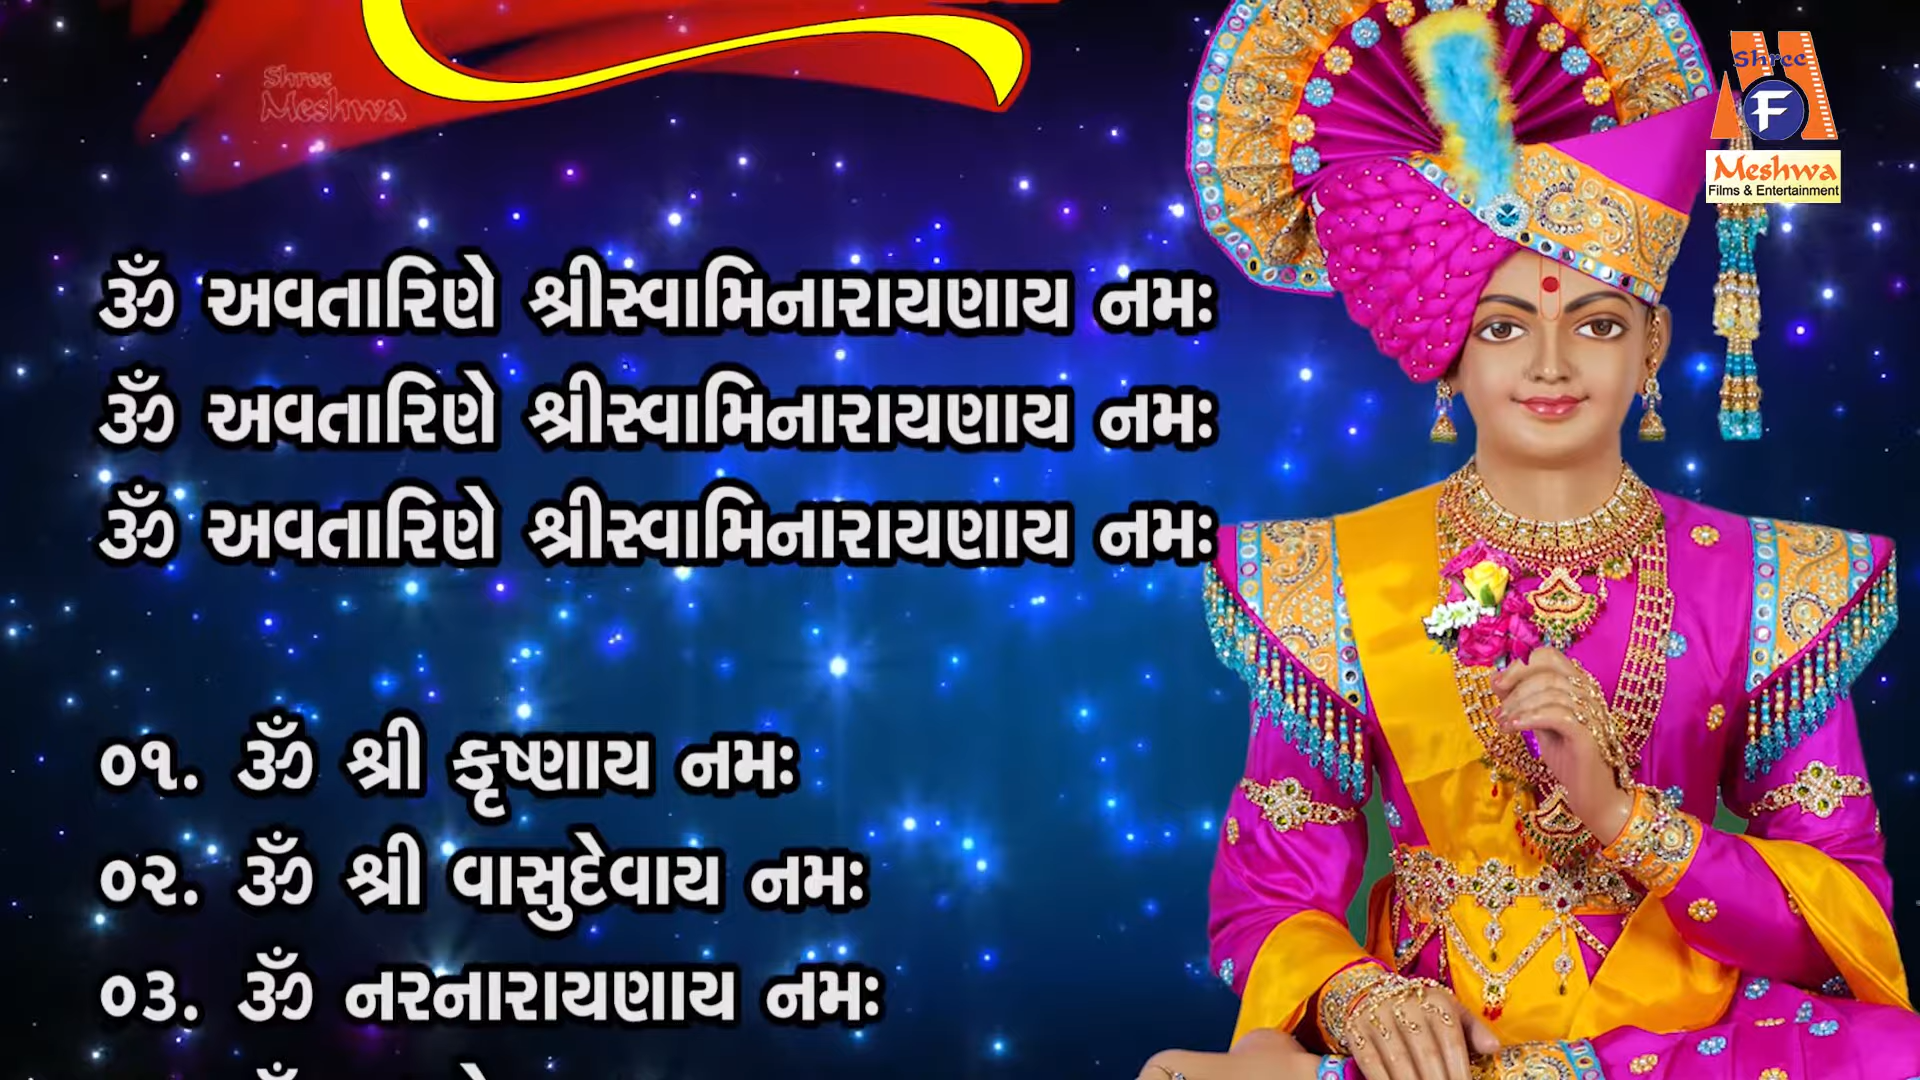 Shree
Meshwa
Shree
F
Meshwa
Films & Entertainment
ૐ અવતારિણે શ્રીસ્વામિનારાયણાય નમઃ
ૐ અવતારિણે શ્રીસ્વામિનારાયણાય નમઃ
ૐ અવતારિણે શ્રીસ્વામિનારાયણાય નમઃ
૦૧. ૐ શ્રી કૃષ્ણાય નમઃ
૦૨. ૐ શ્રી વાસુદેવાય નમઃ
૦૩. ૐ નરનારાયણાય નમઃ